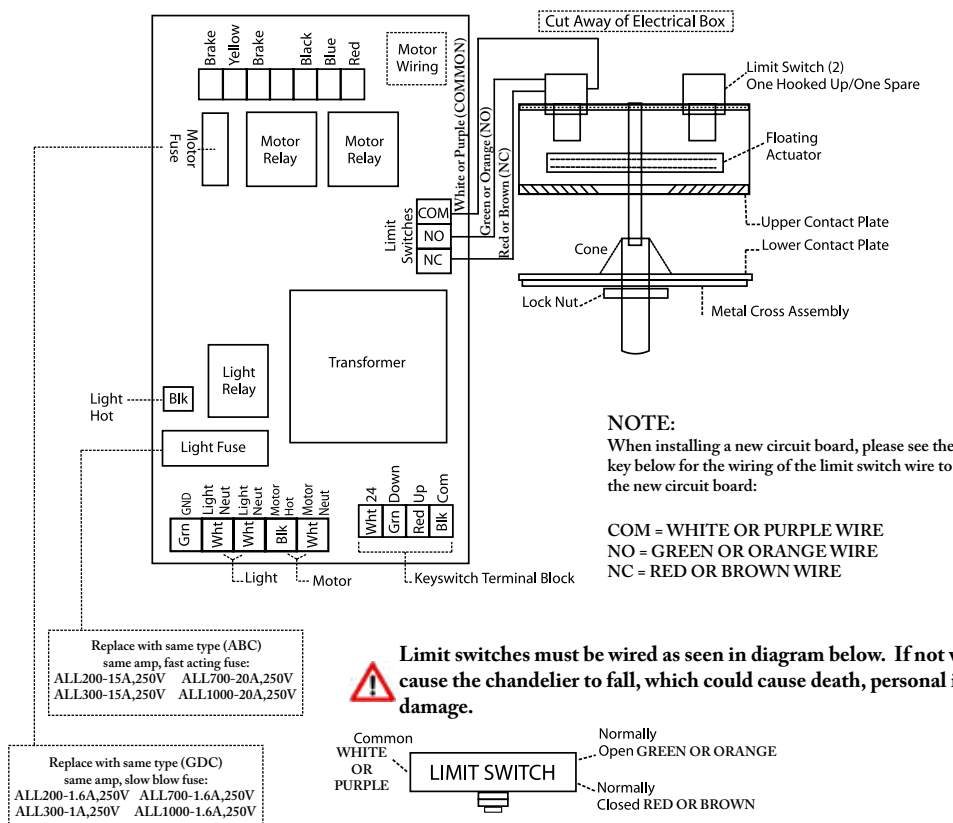 Cut Away of Electrical Box
Brake
Yellow
Brake
Black
Blue
Red
Motor
Wiring
Motor
Fuse
Motor
Relay
Motor
Relay
White or Purple (COMMON)
Green or Orange (NO)
Red or Brown (NC)
Limit
Switches
COM
NO
NC
Limit Switch (2)
One Hooked Up/One Spare
Floating
Actuator
Upper Contact Plate
Lower Contact Plate
Cone
Lock Nut
Metal Cross Assembly
Transformer
Light
Relay
Light
Hot
Blk
Light Fuse
GND
Light
Neut
Light
Neut
Motor
Hot
Motor
Neut
Grn
Wht
Wht
Blk
Wht
Light
Motor
24
Down
Up
Com
Wht
Grn
Red
Blk
Keyswitch Terminal Block
NOTE:
When installing a new circuit board, please see the
key below for the wiring of the limit switch wire to
the new circuit board:
COM = WHITE OR PURPLE WIRE
NO = GREEN OR ORANGE WIRE
NC = RED OR BROWN WIRE
Replace with same type (ABC)
same amp, fast acting fuse:
ALL200-15A,250V ALL700-20A,250V
ALL300-15A,250V ALL1000-20A,250V
Limit switches must be wired as seen in diagram below. If not
cause the chandelier to fall, which could cause death, personal
damage.
Replace with same type (GDC)
same amp, slow blow fuse:
ALL200-1.6A,250V ALL700-1.6A,250V
ALL300-1A,250V ALL1000-1.6A,250V
Common
WHITE
OR
PURPLE
LIMIT SWITCH
Normally
Open GREEN OR ORANGE
Normally
Closed RED OR BROWN